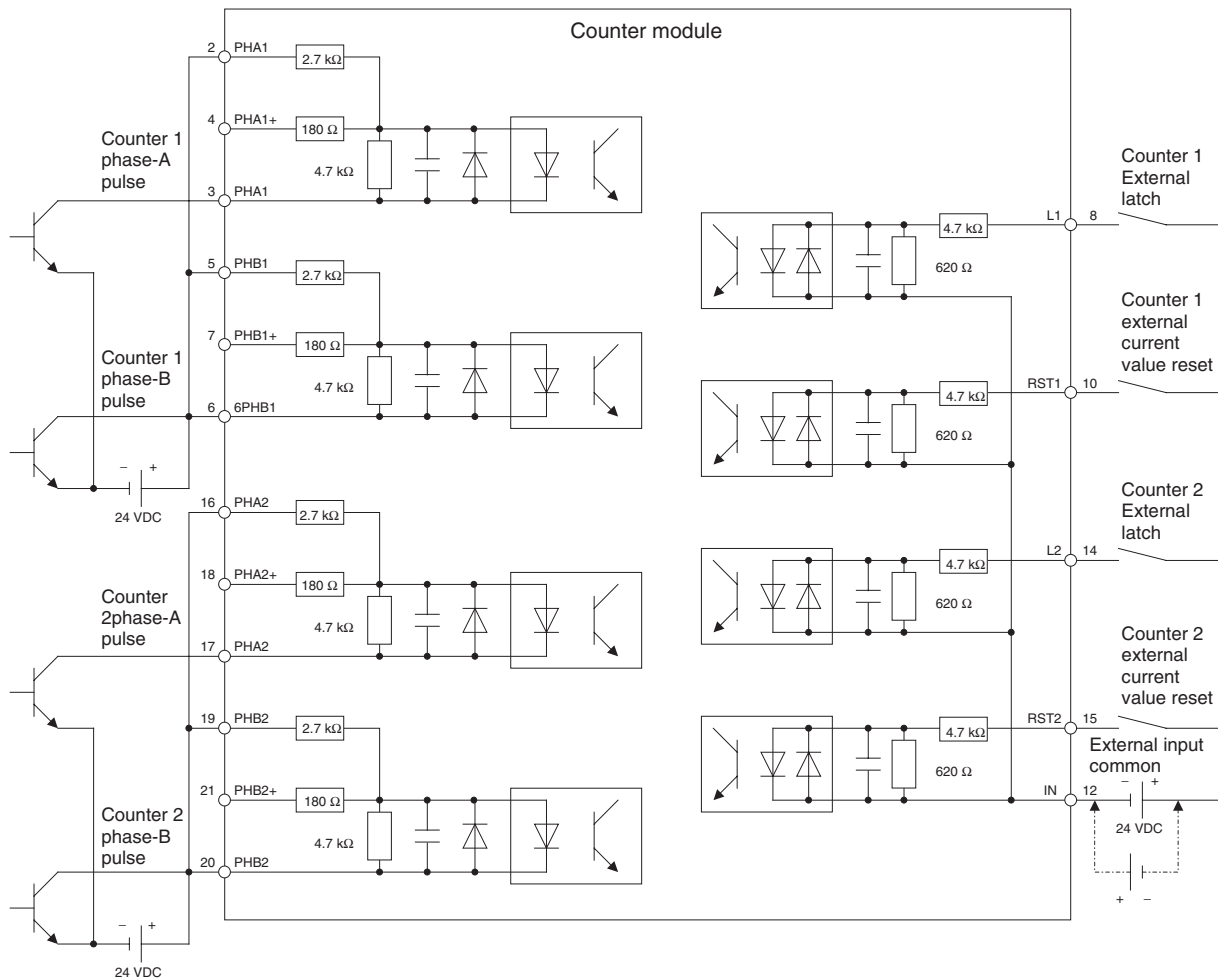 Counter module
2 PHA1
2.7 kΩ
4 PHA1+
180 Ω
4.7 kΩ
Counter 1
phase-A
pulse
3 PHA1
5 PHB1
2.7 kΩ
7 PHB1+
180 Ω
4.7 kΩ
Counter 1
phase-B
pulse
6 6PHB1
− +
24 VDC
16 PHA2
2.7 kΩ
18 PHA2+
180 Ω
4.7 kΩ
Counter
2phase-A
pulse
17 PHA2
19 PHB2
2.7 kΩ
21 PHB2+
180 Ω
4.7 kΩ
Counter 2
phase-B
pulse
20 PHB2
− +
24 VDC
Counter 1
External
latch
4.7 kΩ
L1 8
620 Ω
Counter 1
external
current
value reset
4.7 kΩ
RST1 10
620 Ω
Counter 2
External
latch
4.7 kΩ
L2 14
620 Ω
Counter 2
external
current
value reset
4.7 kΩ
RST2 15
620 Ω
External input
common
IN 12
− +
24 VDC
+ −